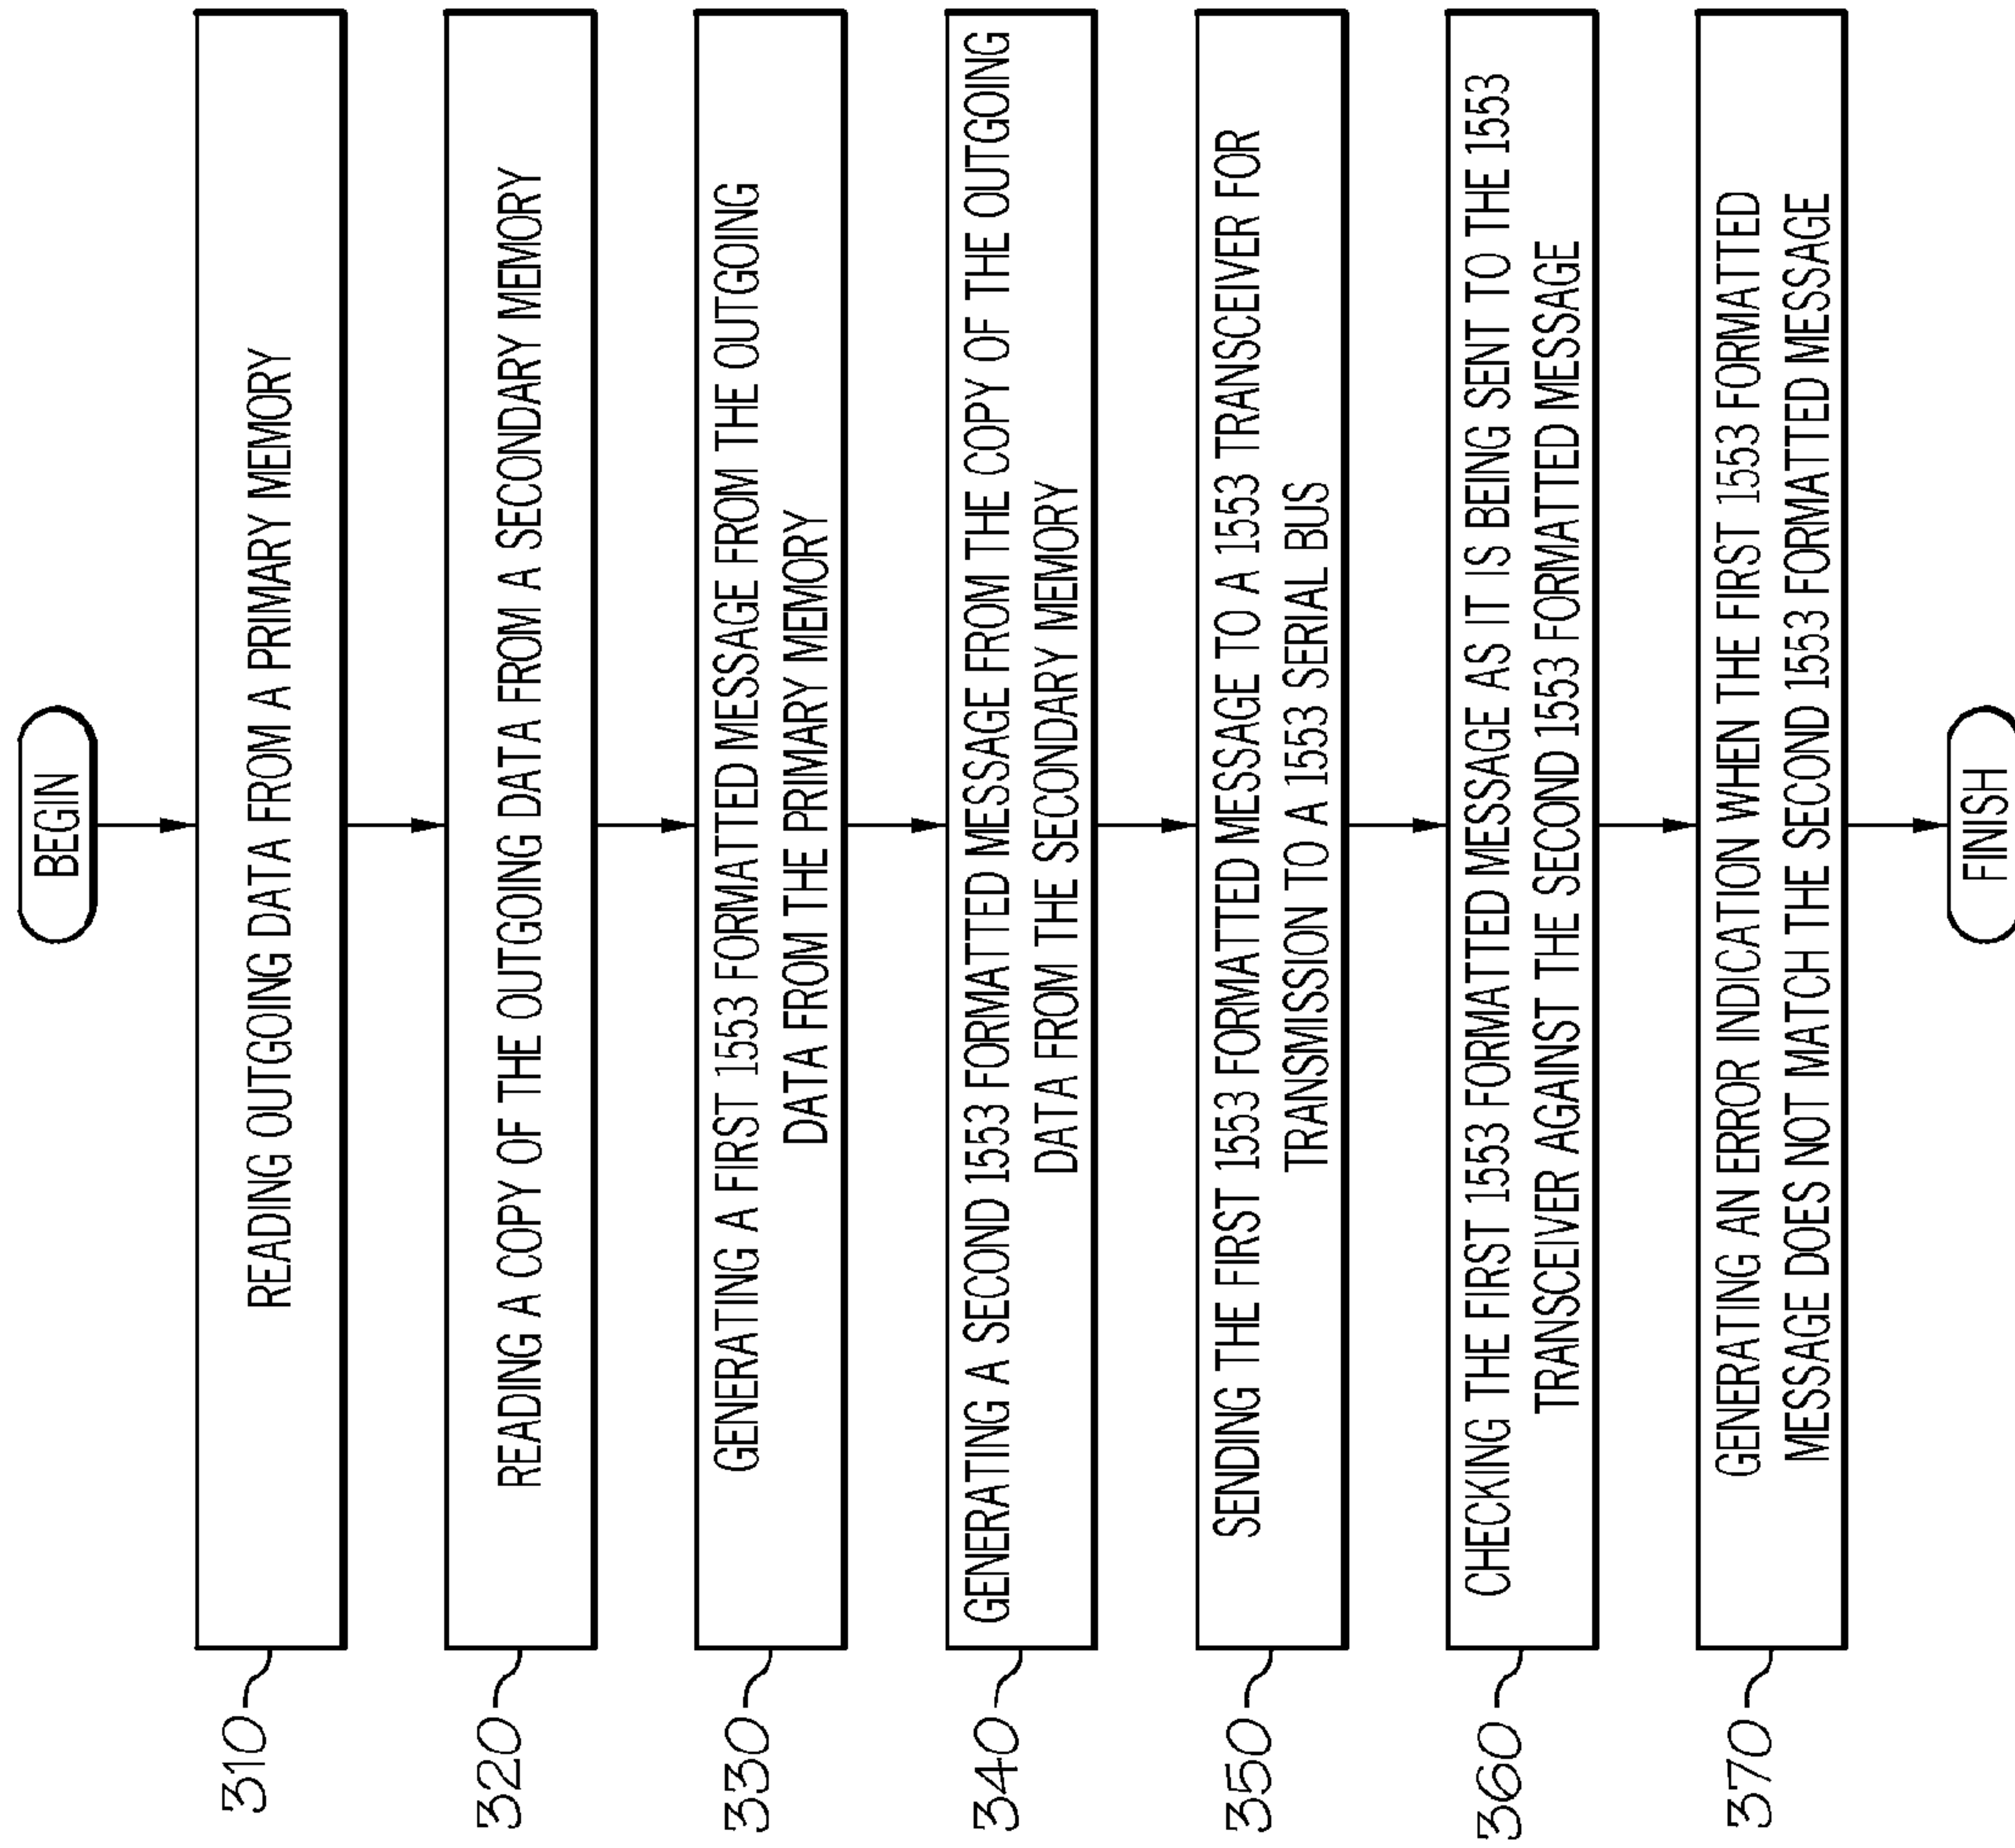 BEGIN
310
READING OUTGOING DATA FROM A PRIMARY MEMORY
320
READING A COPY OF THE OUTGOING DATA FROM A SECONDARY MEMORY
330
GENERATING A FIRST 1553 FORMATTED MESSAGE FROM THE OUTGOING
DATA FROM THE PRIMARY MEMORY
340
GENERATING A SECOND 1553 FORMATTED MESSAGE FROM THE COPY OF THE OUTGOING
DATA FROM THE SECONDARY MEMORY
350
SENDING THE FIRST 1553 FORMATTED MESSAGE TO A 1553 TRANSCEIVER FOR
TRANSMISSION TO A 1553 SERIAL BUS
360
CHECKING THE FIRST 1553 FORMATTED MESSAGE AS IT IS BEING SENT TO THE 1553
TRANSCEIVER AGAINST THE SECOND 1553 FORMATTED MESSAGE
370
GENERATING AN ERROR INDICATION WHEN THE FIRST 1553 FORMATTED
MESSAGE DOES NOT MATCH THE SECOND 1553 FORMATTED MESSAGE
FINISH